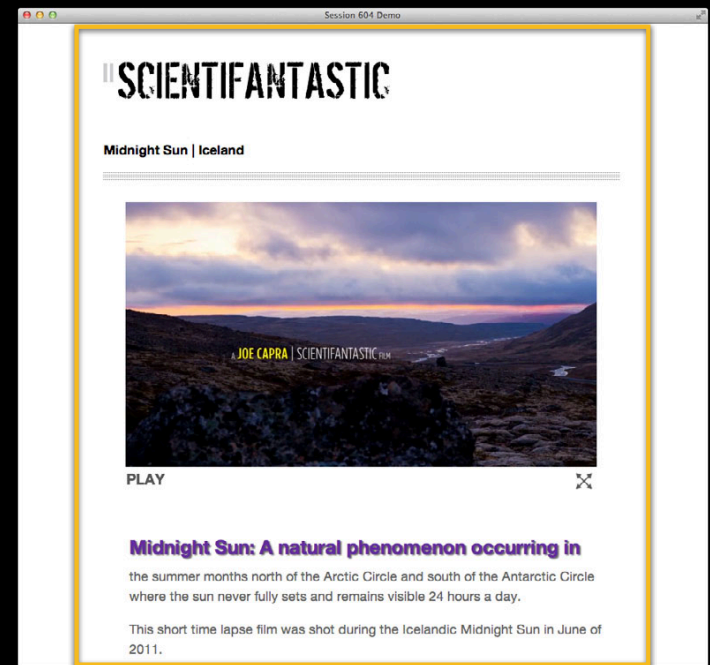 Session 604 Demo
SCIENTIFANTASTIC
Midnight Sun | Iceland
A JOE CAPRA | SCIENTIFANTASTIC FILM
PLAY
Midnight Sun: A natural phenomenon occurring in
the summer months north of the Arctic Circle and south of the Antarctic Circle
where the sun never fully sets and remains visible 24 hours a day.
This short time lapse film was shot during the Icelandic Midnight Sun in June of
2011.